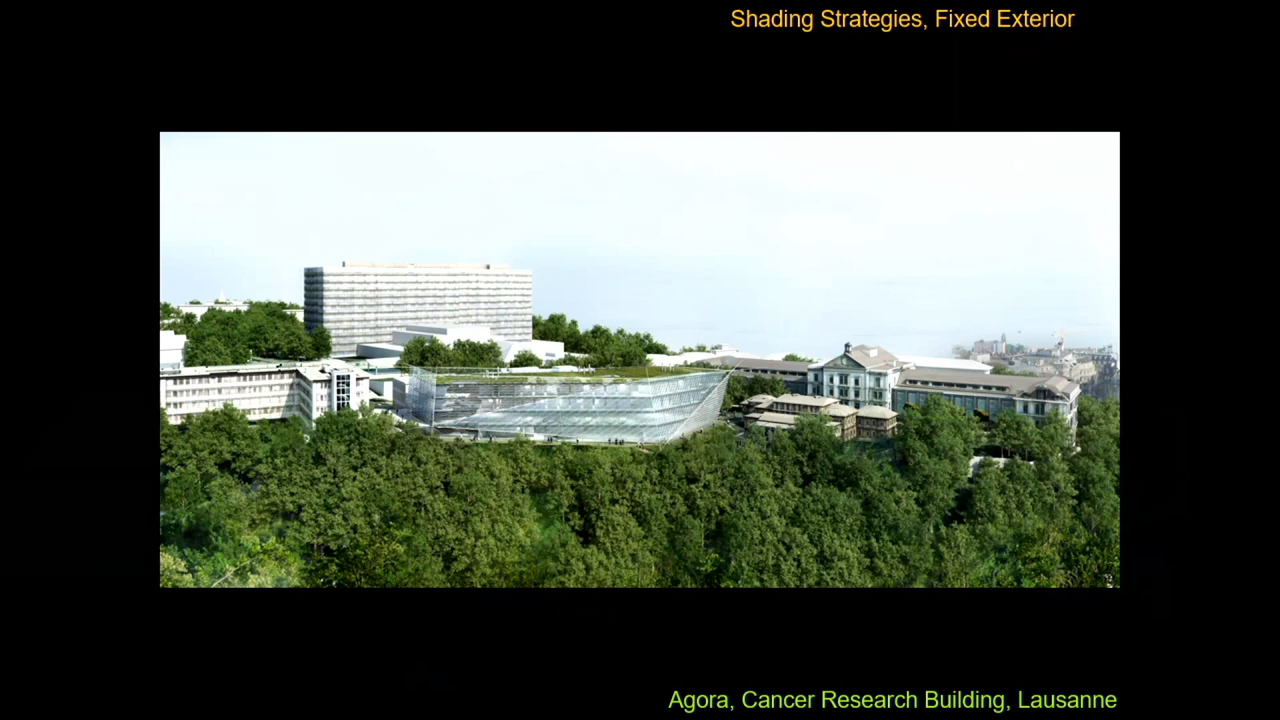 Shading Strategies, Fixed Exterior
Agora, Cancer Research Building, Lausanne